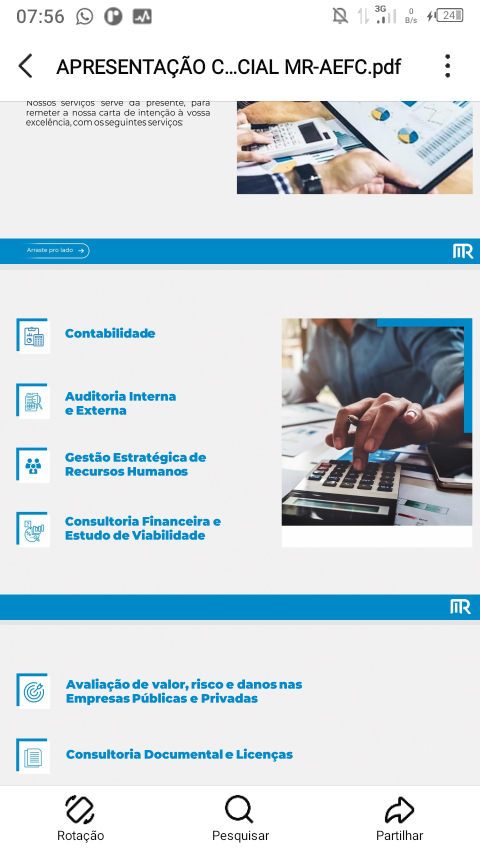 07:56
3G
0
B/s
24
APRESENTAÇÃO C...CIAL MR-AEFC.pdf
Nossos serviços serve da presente, para
remeter a nossa carta de intenção à vossa
excelência, com os seguintes serviços:
Arraste pro lado
MR
Contabilidade
Auditoria Interna
e Externa
Gestão Estratégica de
Recursos Humanos
Consultoria Financeira e
Estudo de Viabilidade
MR
Avaliação de valor, risco e danos nas
Empresas Públicas e Privadas
Consultoria Documental e Licenças
Rotação
Pesquisar
Partilhar